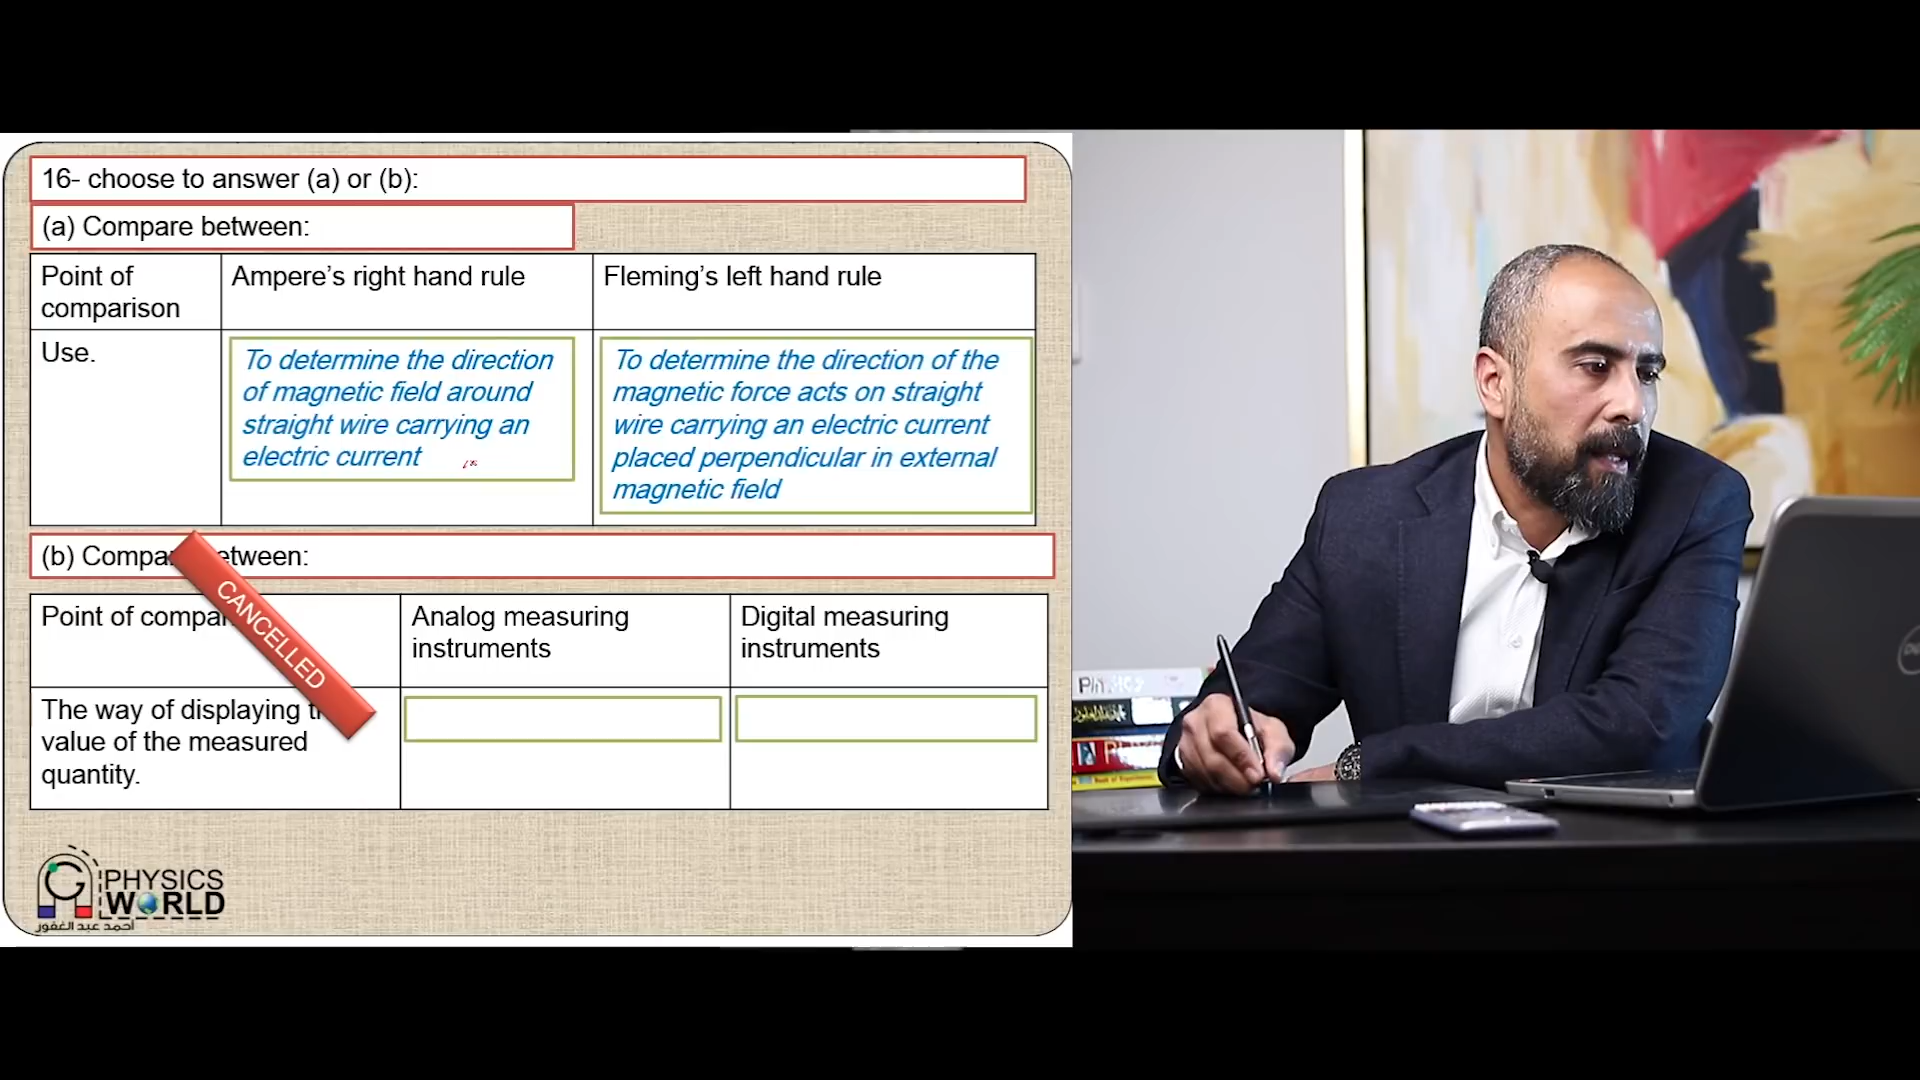 16- choose to answer (a) or (b):
(a) Compare between:
Point of comparison
Ampere's right hand rule
Fleming's left hand rule
Use.
To determine the direction
of magnetic field around
straight wire carrying an
electric current
To determine the direction of the
magnetic force acts on straight
wire carrying an electric current
placed perpendicular in external
magnetic field
(b) Compa etween:
CANCELLED
Point of compa
Analog measuring
instruments
Digital measuring
instruments
The way of displaying t
value of the measured
quantity.
PHYSICS
WORLD
أحمد عبد الغفور
Physics